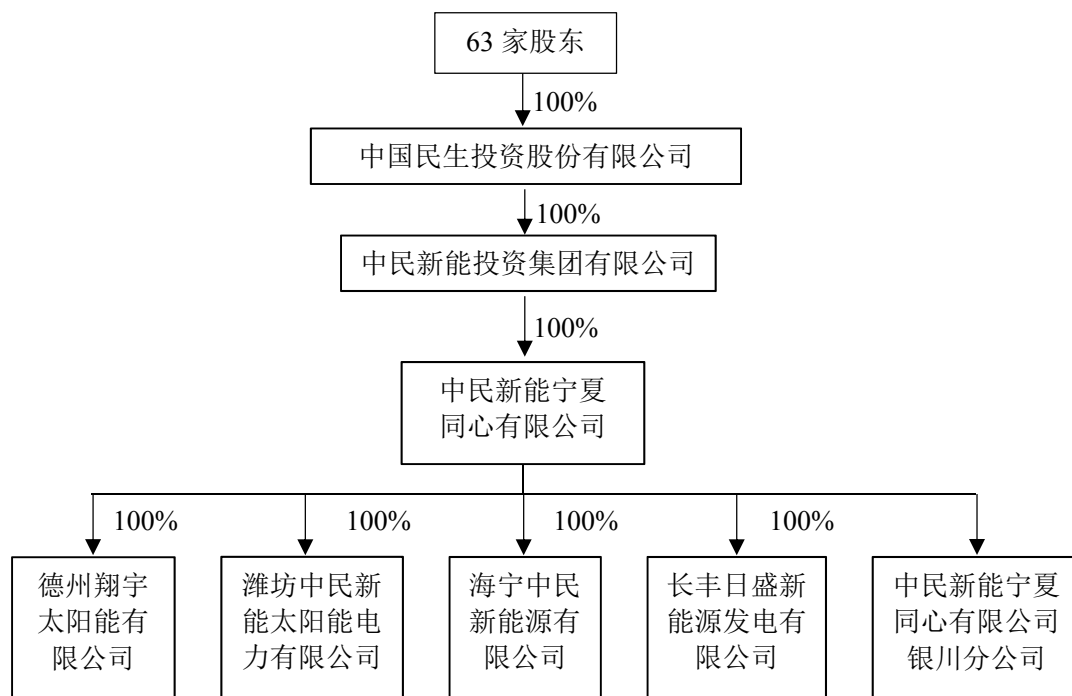 63 家股东
100%
中国民生投资股份有限公司
100%
中民新能投资集团有限公司
100%
中民新能宁夏
同心有限公司
100%
100%
100%
100%
德州翔宇
太阳能有
限公司
潍坊中民新
能太阳能电
力有限公司
海宁中民
新能源有
限公司
长丰日盛新
能源发电有
限公司
中民新能宁夏
同心有限公司
银川分公司